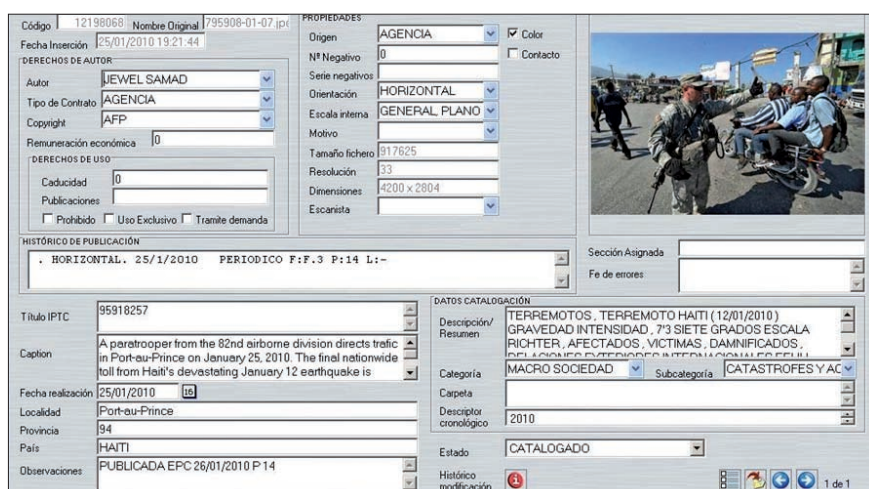 Código 12198068 Nombre Original 795908-01-07.jp
Fecha Inserción 25/01/2010 19:21:44
DERECHOS DE AUTOR
Autor JEWEL SAMAD
Tipo de Contrato AGENCIA
Copyright AFP
Remuneración económica 0
DERECHOS DE USO
Caducidad 0
Publicaciones
Prohibido Uso Exclusivo Tramite demanda
PROPIEDADES
Origen AGENCIA
Nº Negativo 0
Serie negativos
Orientación HORIZONTAL
Escala interna GENERAL, PLANO
Motivo
Tamaño fichero 917625
Resolución 33
Dimensiones 4200 x 2804
Escanista
Color
Contacto
HISTÓRICO DE PUBLICACIÓN
. HORIZONTAL. 25/1/2010 PERIODICO F:F.3 P:14 L:-
Sección Asignada
Fe de errores
Título IPTC 95918257
Caption A paratrooper from the 82nd airborne division directs trafic
in Port-au-Prince on January 25, 2010. The final nationwide
toll from Haiti's devastating January 12 earthquake is
Fecha realización 25/01/2010 16
Localidad Port-au-Prince
Provincia 94
País HAITI
Observaciones PUBLICADA EPC 26/01/2010 P 14
DATOS CATALOGACIÓN
Descripción/ Resumen TERREMOTOS , TERREMOTO HAITI ( 12/01/2010 )
GRAVEDAD INTENSIDAD , 7'3 SIETE GRADOS ESCALA
RICHTER , AFECTADOS , VICTIMAS , DAMNIFICADOS ,
Categoría MACRO SOCIEDAD Subcategoría CATASTROFES Y AC
Carpeta
Descriptor cronológico 2010
Estado CATALOGADO
Histórico modificación
1 de 1